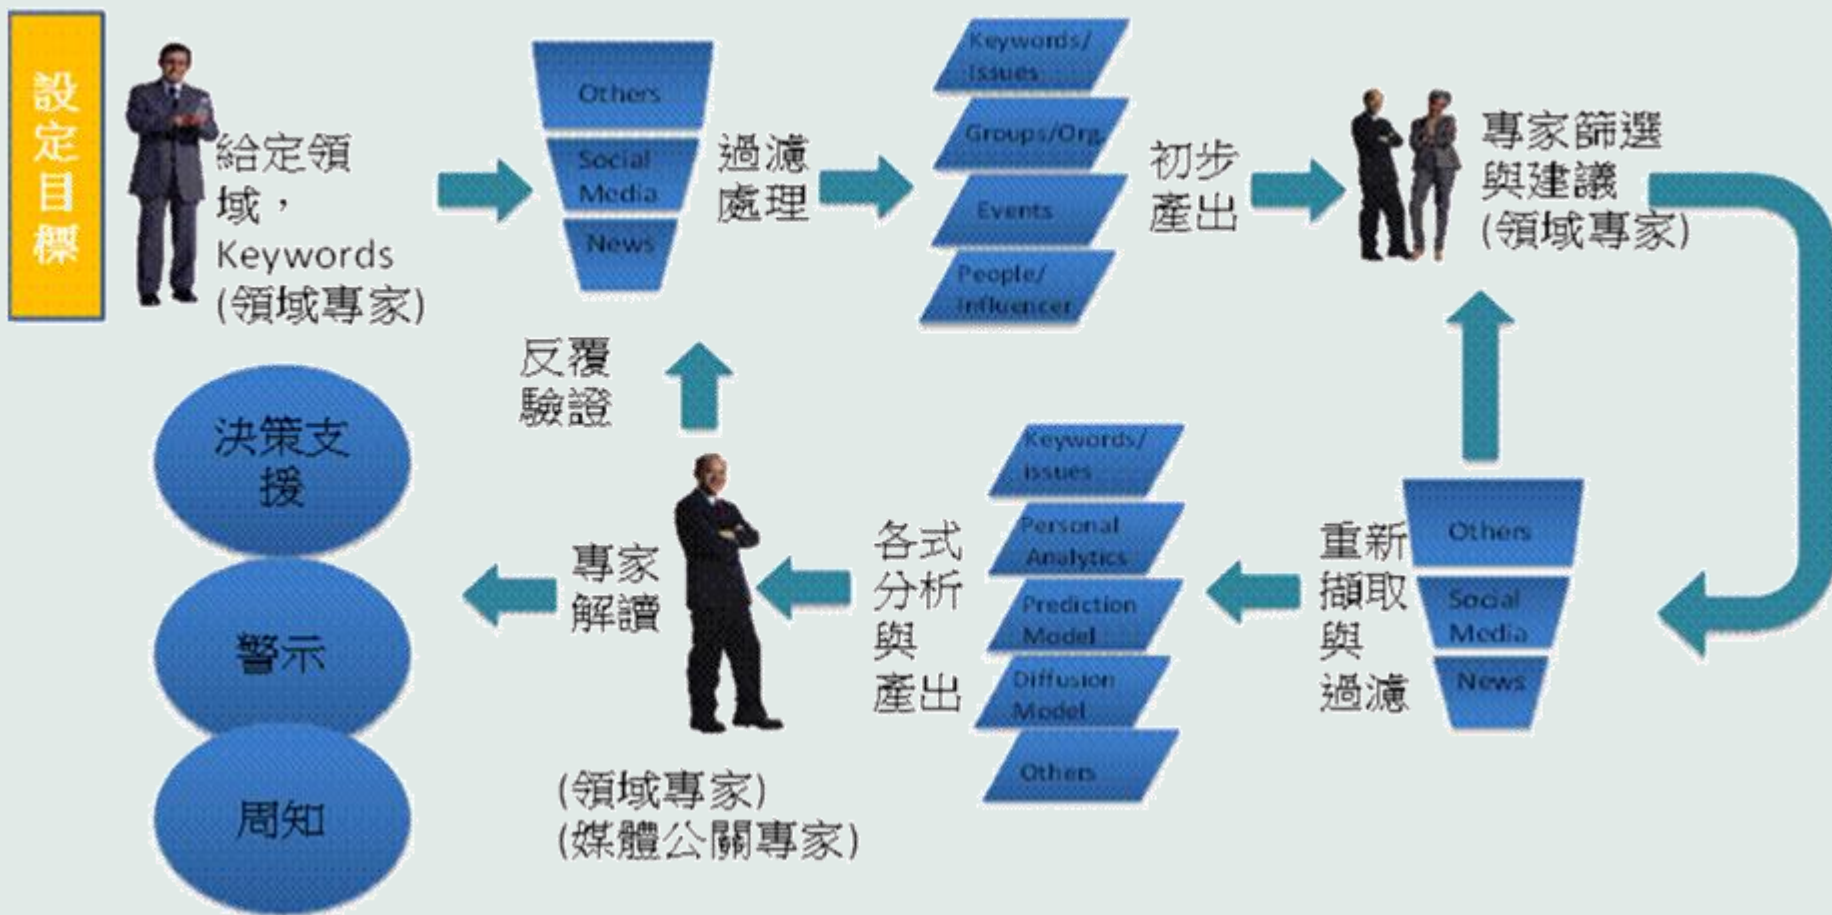 設定目標
給定領
域，
Keywords
(領域專家)
Others
Social
Media
News
過濾
處理
Keywords/
Issues
Groups/Org.
Events
People/
Influencer
初步
產出
專家篩選
與建議
(領域專家)
Others
Social
Media
News
重新
擷取
與
過濾
Keywords/
Issues
Personal
Analytics
Prediction
Model
Diffusion
Model
Others
各式
分析
與
產出
(領域專家)
(媒體公關專家)
反覆
驗證
專家
解讀
決策支
援
警示
周知